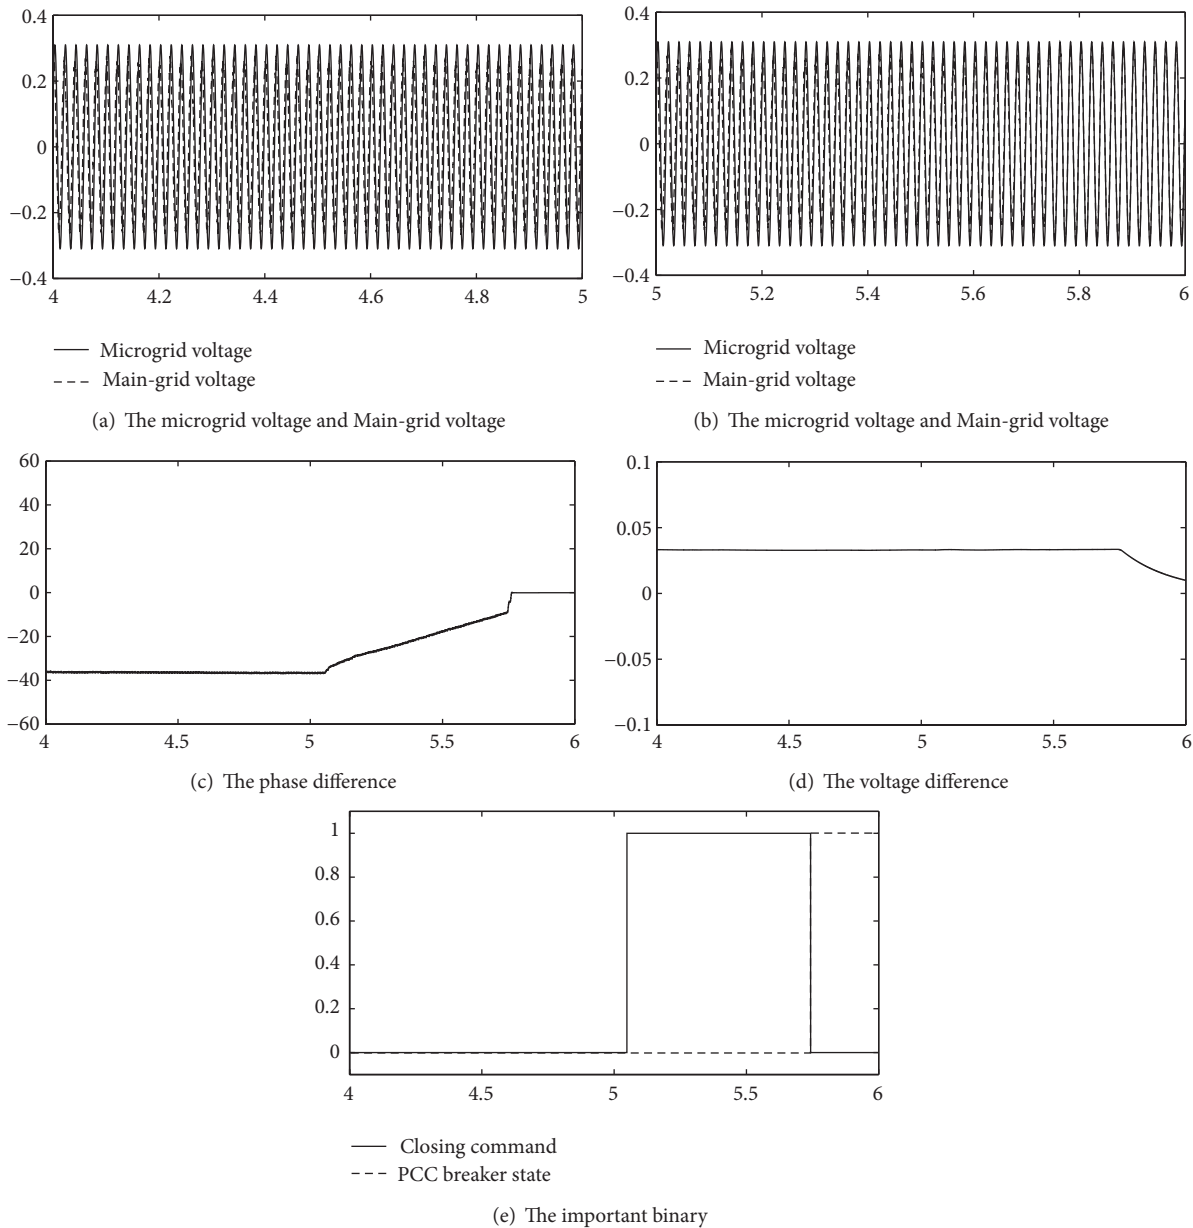 0.4
0.2
0
−0.2
−0.4
4 4.2 4.4 4.6 4.8 5
Microgrid voltage
Main-grid voltage
(a) The microgrid voltage and Main-grid voltage
0.4
0.2
0
−0.2
−0.4
5 5.2 5.4 5.6 5.8 6
Microgrid voltage
Main-grid voltage
(b) The microgrid voltage and Main-grid voltage
60
40
20
0
−20
−40
−60
4 4.5 5 5.5 6
(c) The phase difference
0.1
0.05
0
−0.05
−0.1
4 4.5 5 5.5 6
(d) The voltage difference
1
0.8
0.6
0.4
0.2
0
4 4.5 5 5.5 6
Closing command
PCC breaker state
(e) The important binary